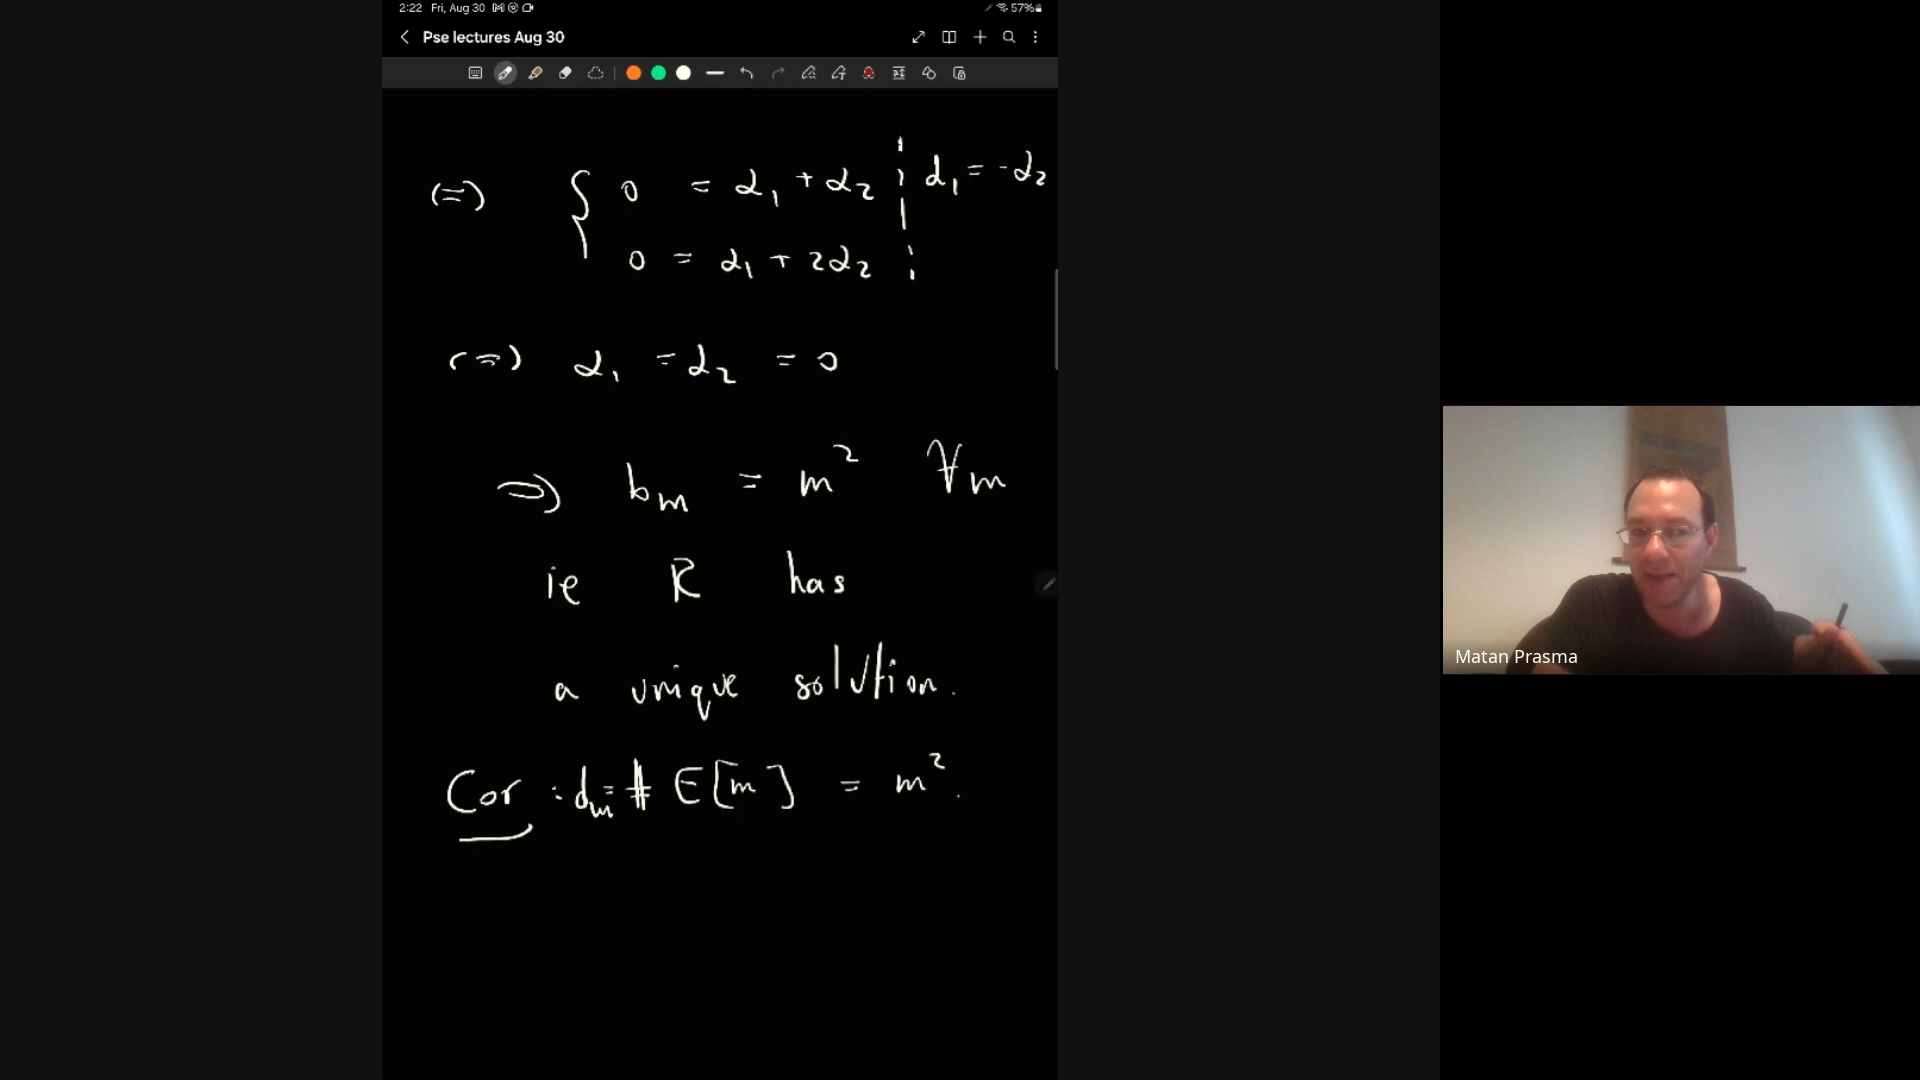 2:22 Fri, Aug 30 57%
Pse lectures Aug 30
(=) { 0 = α₁ + α₂ | α₁ = -α₂
0 = α₁ + 2α₂
(=) α₁ = α₂ = 0
=> bₘ = m² ∀m
ie R has
a unique solution.
Cor : dₘ = # E[m] = m².
Matan Prasma